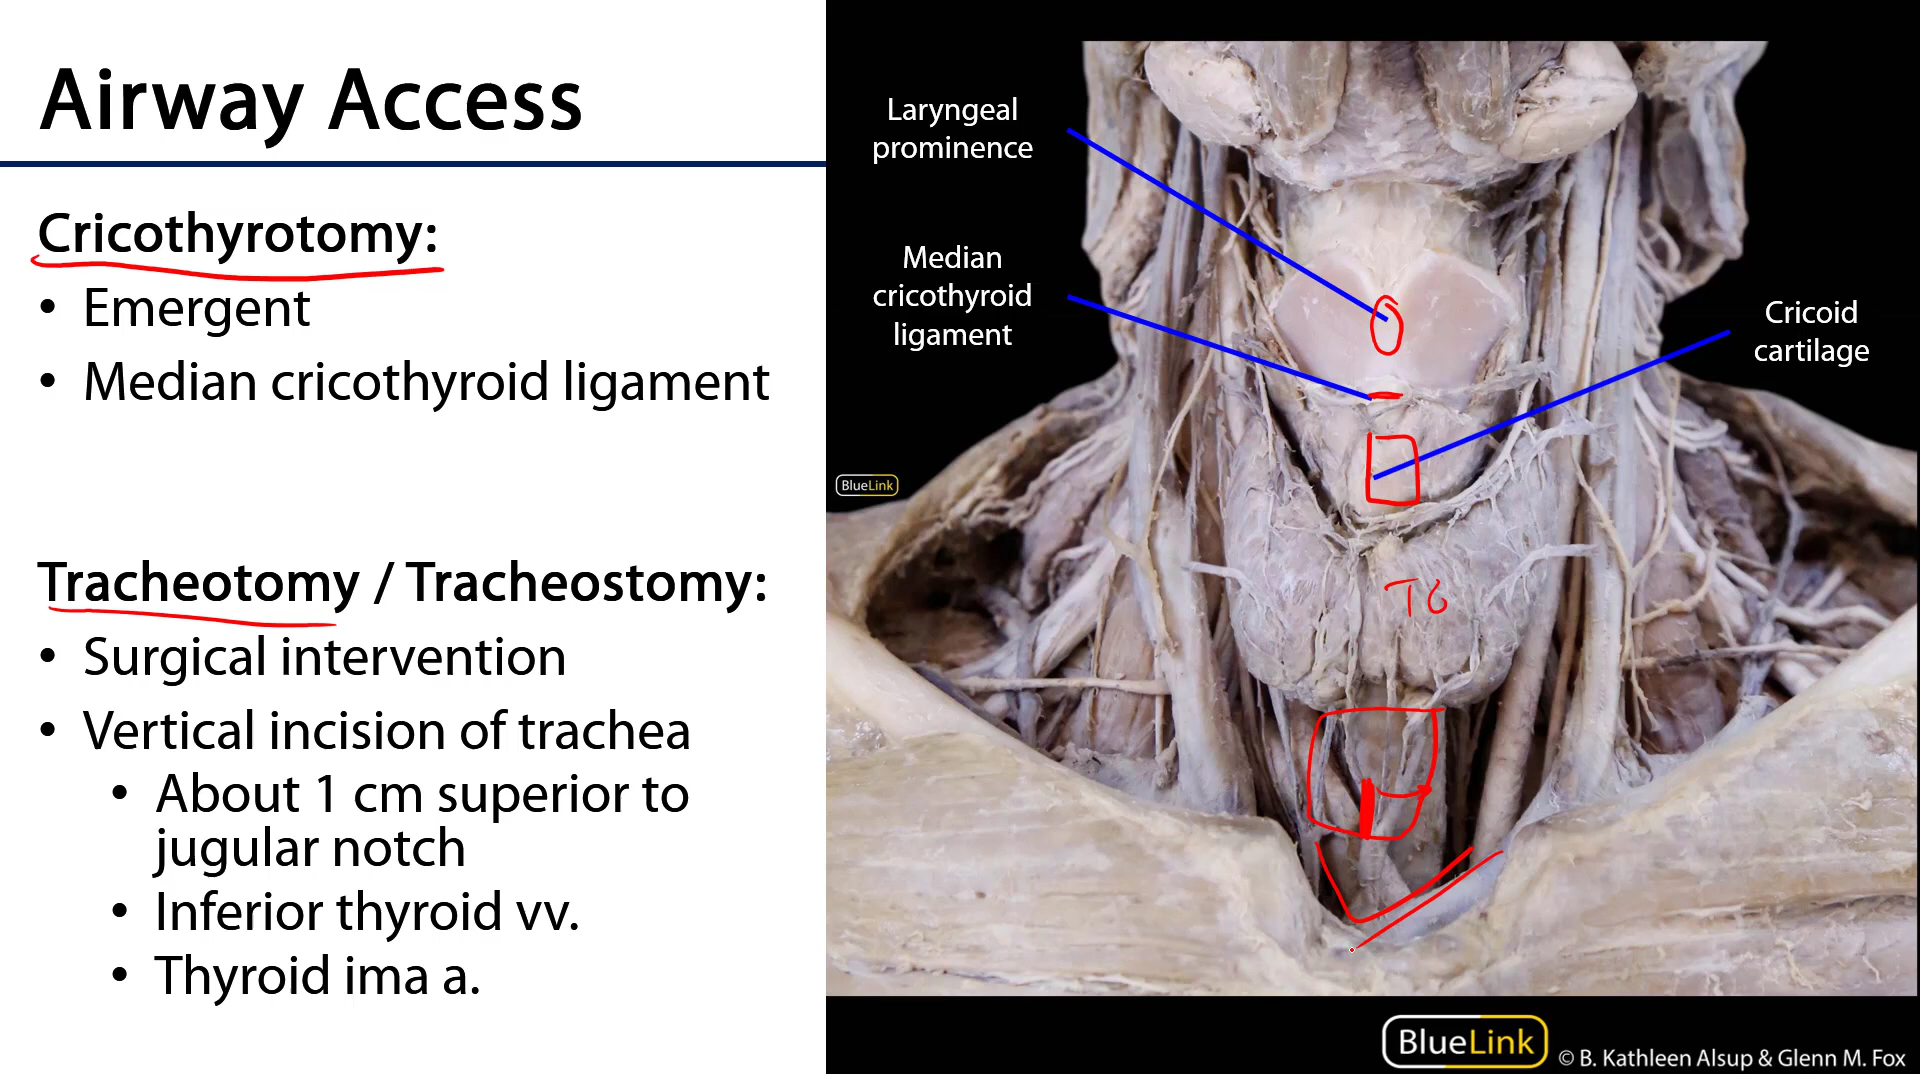 Airway Access
Cricothyrotomy:
• Emergent
• Median cricothyroid ligament
Tracheotomy / Tracheostomy:
• Surgical intervention
• Vertical incision of trachea
• About 1 cm superior to
jugular notch
• Inferior thyroid vv.
• Thyroid ima a.
Laryngeal
prominence
Median
cricothyroid
ligament
Cricoid
cartilage
BlueLink
TG
BlueLink
© B. Kathleen Alsup & Glenn M. Fox